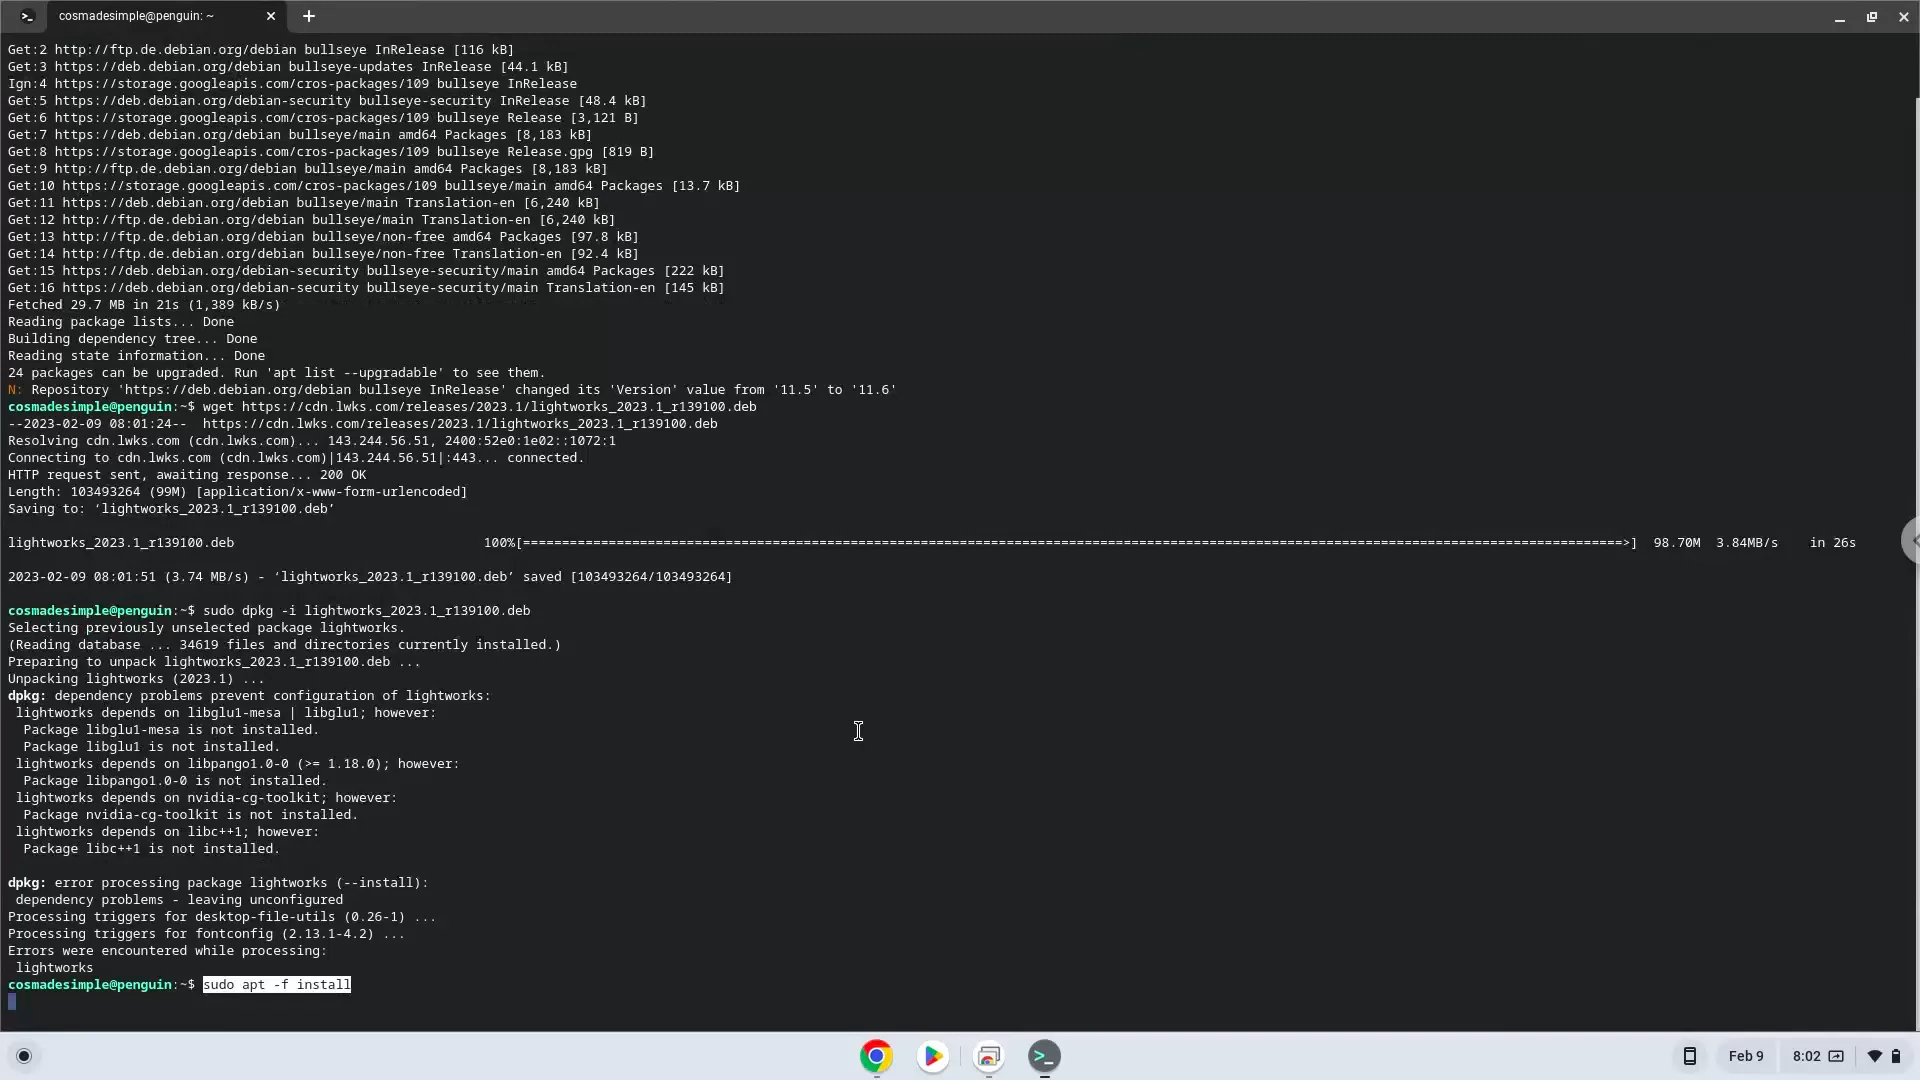 cosmadesimple@penguin: ~
Get:2 http://ftp.de.debian.org/debian bullseye InRelease [116 kB]
Get:3 https://deb.debian.org/debian bullseye-updates InRelease [44.1 kB]
Ign:4 https://storage.googleapis.com/cros-packages/109 bullseye InRelease
Get:5 https://deb.debian.org/debian-security bullseye-security InRelease [48.4 kB]
Get:6 https://storage.googleapis.com/cros-packages/109 bullseye Release [3,121 B]
Get:7 https://deb.debian.org/debian bullseye/main amd64 Packages [8,183 kB]
Get:8 https://storage.googleapis.com/cros-packages/109 bullseye Release.gpg [819 B]
Get:9 http://ftp.de.debian.org/debian bullseye/main amd64 Packages [8,183 kB]
Get:10 https://storage.googleapis.com/cros-packages/109 bullseye/main amd64 Packages [13.7 kB]
Get:11 https://deb.debian.org/debian bullseye/main Translation-en [6,240 kB]
Get:12 http://ftp.de.debian.org/debian bullseye/main Translation-en [6,240 kB]
Get:13 http://ftp.de.debian.org/debian bullseye/non-free amd64 Packages [97.8 kB]
Get:14 http://ftp.de.debian.org/debian bullseye/non-free Translation-en [92.4 kB]
Get:15 https://deb.debian.org/debian-security bullseye-security/main amd64 Packages [222 kB]
Get:16 https://deb.debian.org/debian-security bullseye-security/main Translation-en [145 kB]
Fetched 29.7 MB in 21s (1,389 kB/s)
Reading package lists... Done
Building dependency tree... Done
Reading state information... Done
24 packages can be upgraded. Run 'apt list --upgradable' to see them.
N: Repository 'https://deb.debian.org/debian bullseye InRelease' changed its 'Version' value from '11.5' to '11.6'
cosmadesimple@penguin:~$ wget https://cdn.lwks.com/releases/2023.1/lightworks_2023.1_r139100.deb
--2023-02-09 08:01:24--  https://cdn.lwks.com/releases/2023.1/lightworks_2023.1_r139100.deb
Resolving cdn.lwks.com (cdn.lwks.com)... 143.244.56.51, 2400:52e0:1e02::1072:1
Connecting to cdn.lwks.com (cdn.lwks.com)|143.244.56.51|:443... connected.
HTTP request sent, awaiting response... 200 OK
Length: 103493264 (99M) [application/x-www-form-urlencoded]
Saving to: ‘lightworks_2023.1_r139100.deb’
lightworks_2023.1_r139100.deb 100%[=============================================================================================================================================>] 98.70M 3.84MB/s in 26s
2023-02-09 08:01:51 (3.74 MB/s) - ‘lightworks_2023.1_r139100.deb’ saved [103493264/103493264]
cosmadesimple@penguin:~$ sudo dpkg -i lightworks_2023.1_r139100.deb
Selecting previously unselected package lightworks.
(Reading database ... 34619 files and directories currently installed.)
Preparing to unpack lightworks_2023.1_r139100.deb ...
Unpacking lightworks (2023.1) ...
dpkg: dependency problems prevent configuration of lightworks:
lightworks depends on libglu1-mesa | libglu1; however:
Package libglu1-mesa is not installed.
Package libglu1 is not installed.
lightworks depends on libpango1.0-0 (>= 1.18.0); however:
Package libpango1.0-0 is not installed.
lightworks depends on nvidia-cg-toolkit; however:
Package nvidia-cg-toolkit is not installed.
lightworks depends on libc++1; however:
Package libc++1 is not installed.
dpkg: error processing package lightworks (--install):
dependency problems - leaving unconfigured
Processing triggers for desktop-file-utils (0.26-1) ...
Processing triggers for fontconfig (2.13.1-4.2) ...
Errors were encountered while processing:
lightworks
cosmadesimple@penguin:~$ sudo apt -f install
Feb 9 8:02